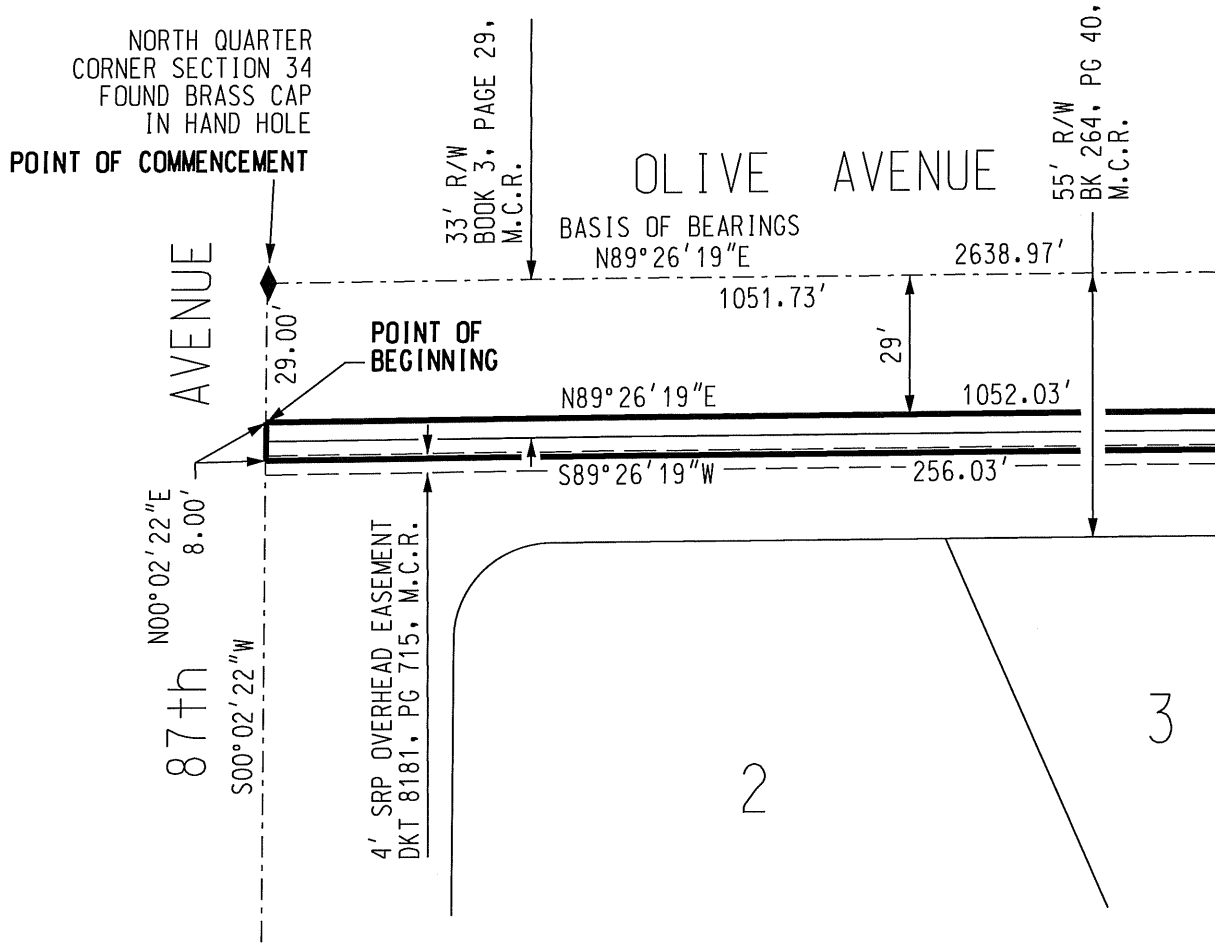 NORTH QUARTER
CORNER SECTION 34
FOUND BRASS CAP
IN HAND HOLE
POINT OF COMMENCEMENT
33' R/W
BOOK 3, PAGE 29,
M.C.R.
OLIVE AVENUE
55' R/W
BK 264, PG 40,
M.C.R.
BASIS OF BEARINGS
N89°26'19"E
2638.97'
1051.73'
AVENUE
29.00'
POINT OF
BEGINNING
29'
N89°26'19"E
1052.03'
S89°26'19"W
256.03'
N00°02'22"E
8.00'
87th
S00°02'22"W
4' SRP OVERHEAD EASEMENT
DKT 8181, PG 715, M.C.R.
2
3